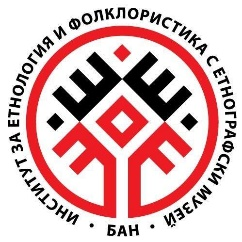 ИНСТИТУТ ЗА ЕТНОЛОГИЯ И ФОЛКЛОРИСТИКА С ЕТНОГРАФСКИ МУЗЕЙ
БАН